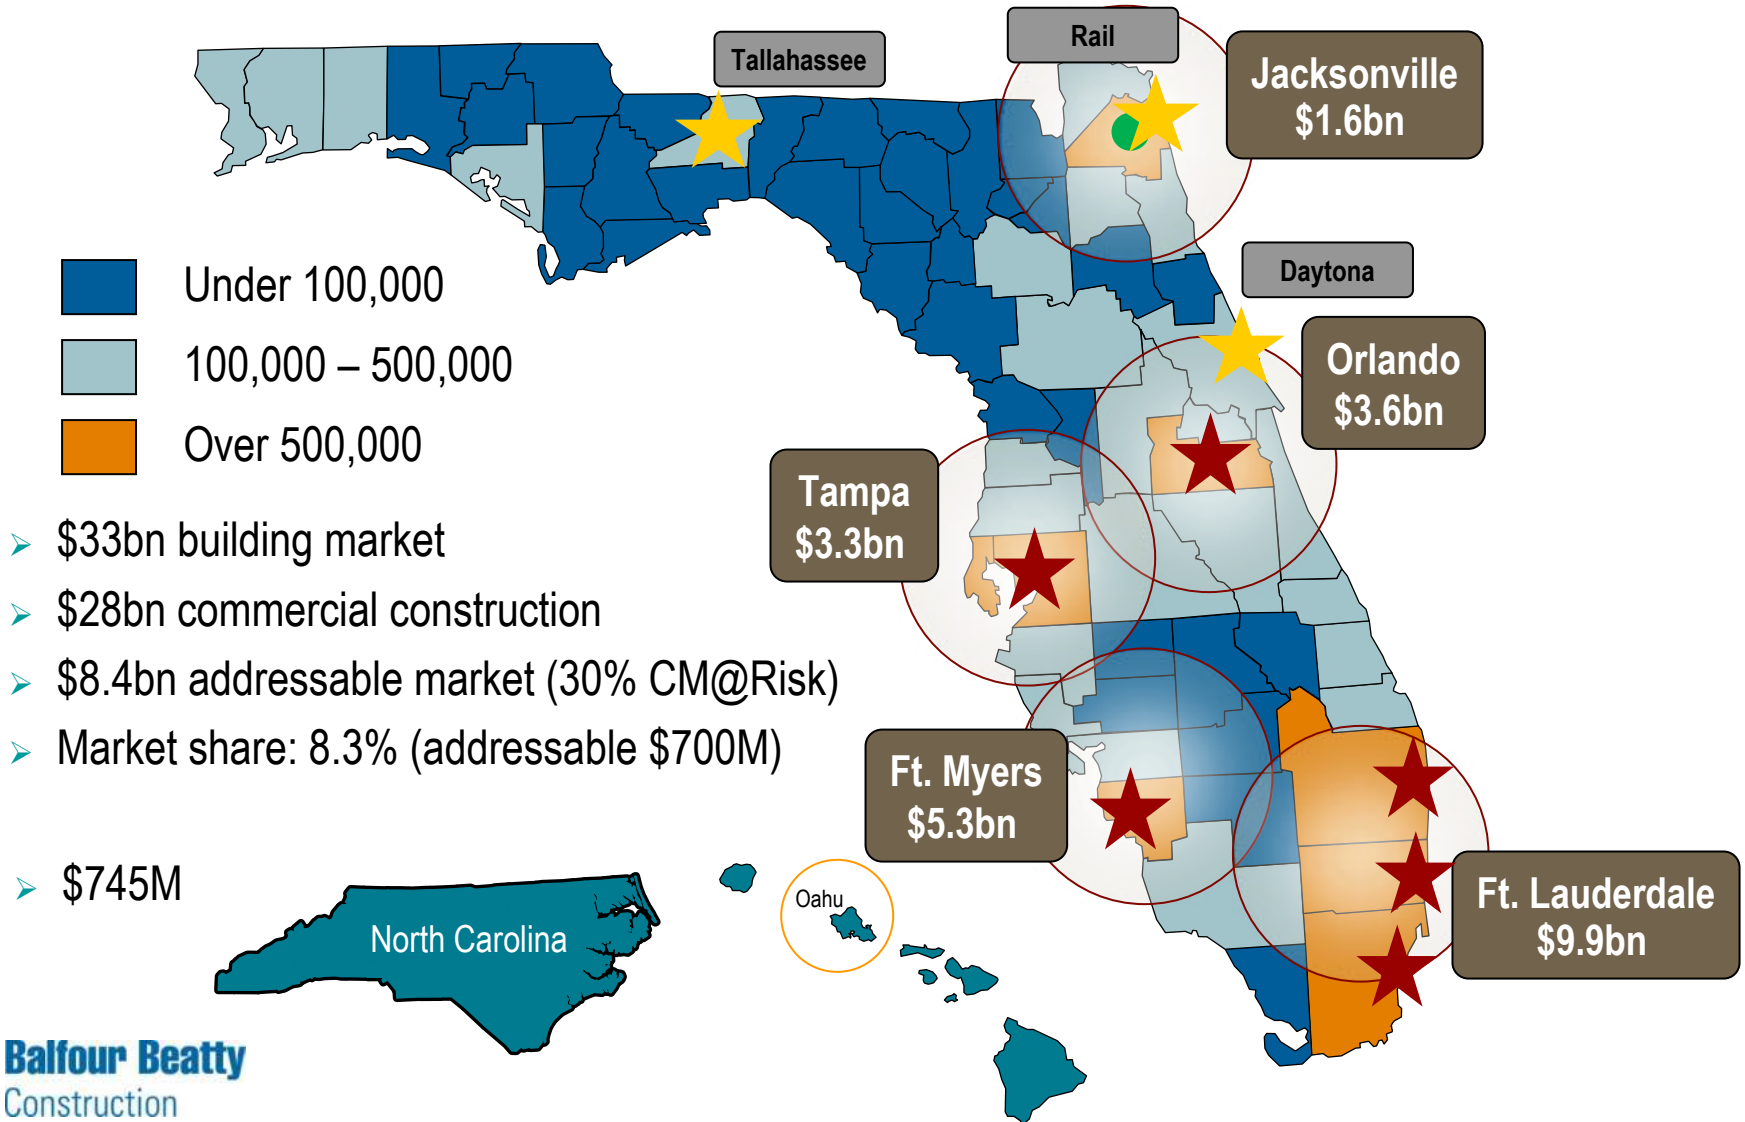 Tallahassee
Rail
Jacksonville
$1.6bn
Daytona
Under 100,000
100,000 – 500,000
Over 500,000
Orlando
$3.6bn
Tampa
$3.3bn
$33bn building market
$28bn commercial construction
$8.4bn addressable market (30% CM@Risk)
Market share: 8.3% (addressable $700M)
Ft. Myers
$5.3bn
$745M
North Carolina
Oahu
Ft. Lauderdale
$9.9bn
Balfour Beatty
Construction